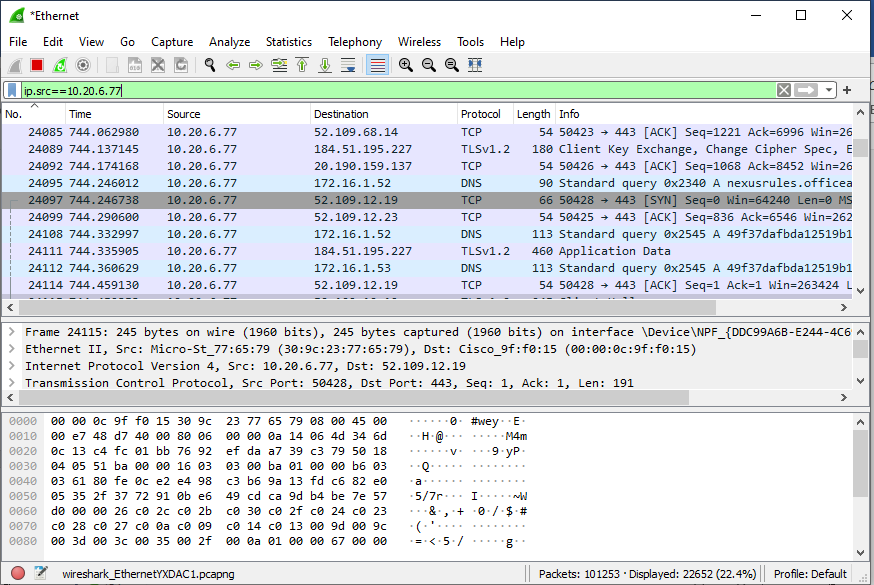 *Ethernet
File Edit View Go Capture Analyze Statistics Telephony Wireless Tools Help
ip.src==10.20.6.77
No. Time Source Destination Protocol Length Info
24085 744.062980 10.20.6.77 52.109.68.14 TCP 54 50423 → 443 [ACK] Seq=1221 Ack=6996 Win=26
24089 744.137145 10.20.6.77 184.51.195.227 TLSv1.2 180 Client Key Exchange, Change Cipher Spec, E
24092 744.174168 10.20.6.77 20.190.159.137 TCP 54 50426 → 443 [ACK] Seq=1068 Ack=8452 Win=26
24095 744.246012 10.20.6.77 172.16.1.52 DNS 90 Standard query 0x2340 A nexusrules.officea
24097 744.246738 10.20.6.77 52.109.12.19 TCP 66 50428 → 443 [SYN] Seq=0 Win=64240 Len=0 MS
24099 744.290600 10.20.6.77 52.109.12.23 TCP 54 50425 → 443 [ACK] Seq=836 Ack=6546 Win=262
24108 744.332997 10.20.6.77 172.16.1.52 DNS 113 Standard query 0x2545 A 49f37dafbda12519b1
24111 744.335905 10.20.6.77 184.51.195.227 TLSv1.2 460 Application Data
24112 744.360629 10.20.6.77 172.16.1.53 DNS 113 Standard query 0x2545 A 49f37dafbda12519b1
24114 744.459130 10.20.6.77 52.109.12.19 TCP 54 50428 → 443 [ACK] Seq=1 Ack=1 Win=263424 L
Frame 24115: 245 bytes on wire (1960 bits), 245 bytes captured (1960 bits) on interface \Device\NPF_{DDC99A6B-E244-4C6
Ethernet II, Src: Micro-St_77:65:79 (30:9c:23:77:65:79), Dst: Cisco_9f:f0:15 (00:00:0c:9f:f0:15)
Internet Protocol Version 4, Src: 10.20.6.77, Dst: 52.109.12.19
Transmission Control Protocol, Src Port: 50428, Dst Port: 443, Seq: 1, Ack: 1, Len: 191
0000 00 00 0c 9f f0 15 30 9c 23 77 65 79 08 00 45 00 ······0· #wey··E·
0010 00 e7 48 d7 40 00 80 06 00 00 0a 14 06 4d 34 6d ··H·@··· ·····M4m
0020 0c 13 c4 fc 01 bb 76 92 ef da a7 39 c3 79 50 18 ······v· ···9·yP·
0030 04 05 51 ba 00 00 16 03 03 00 ba 01 00 00 b6 03 ··Q····· ········
0040 03 61 80 fe 0c e2 e4 98 c3 b6 9a 13 fd c6 82 e0 ·a······ ········
0050 05 35 2f 37 72 91 0b e6 49 cd ca 9d b4 be 7e 57 ·5/7r··· I·····~W
0060 d0 00 00 26 c0 2c c0 2b c0 30 c0 2f c0 24 c0 23 ···&·,·+ ·0·/·$·#
0070 c0 28 c0 27 c0 0a c0 09 c0 14 c0 13 00 9d 00 9c ·(·'···· ········
0080 00 3d 00 3c 00 35 00 2f 00 0a 01 00 00 67 00 00 ·=·<·5·/ ·····g··
wireshark_EthernetYXDAC1.pcapng Packets: 101253 · Displayed: 22652 (22.4%) Profile: Default